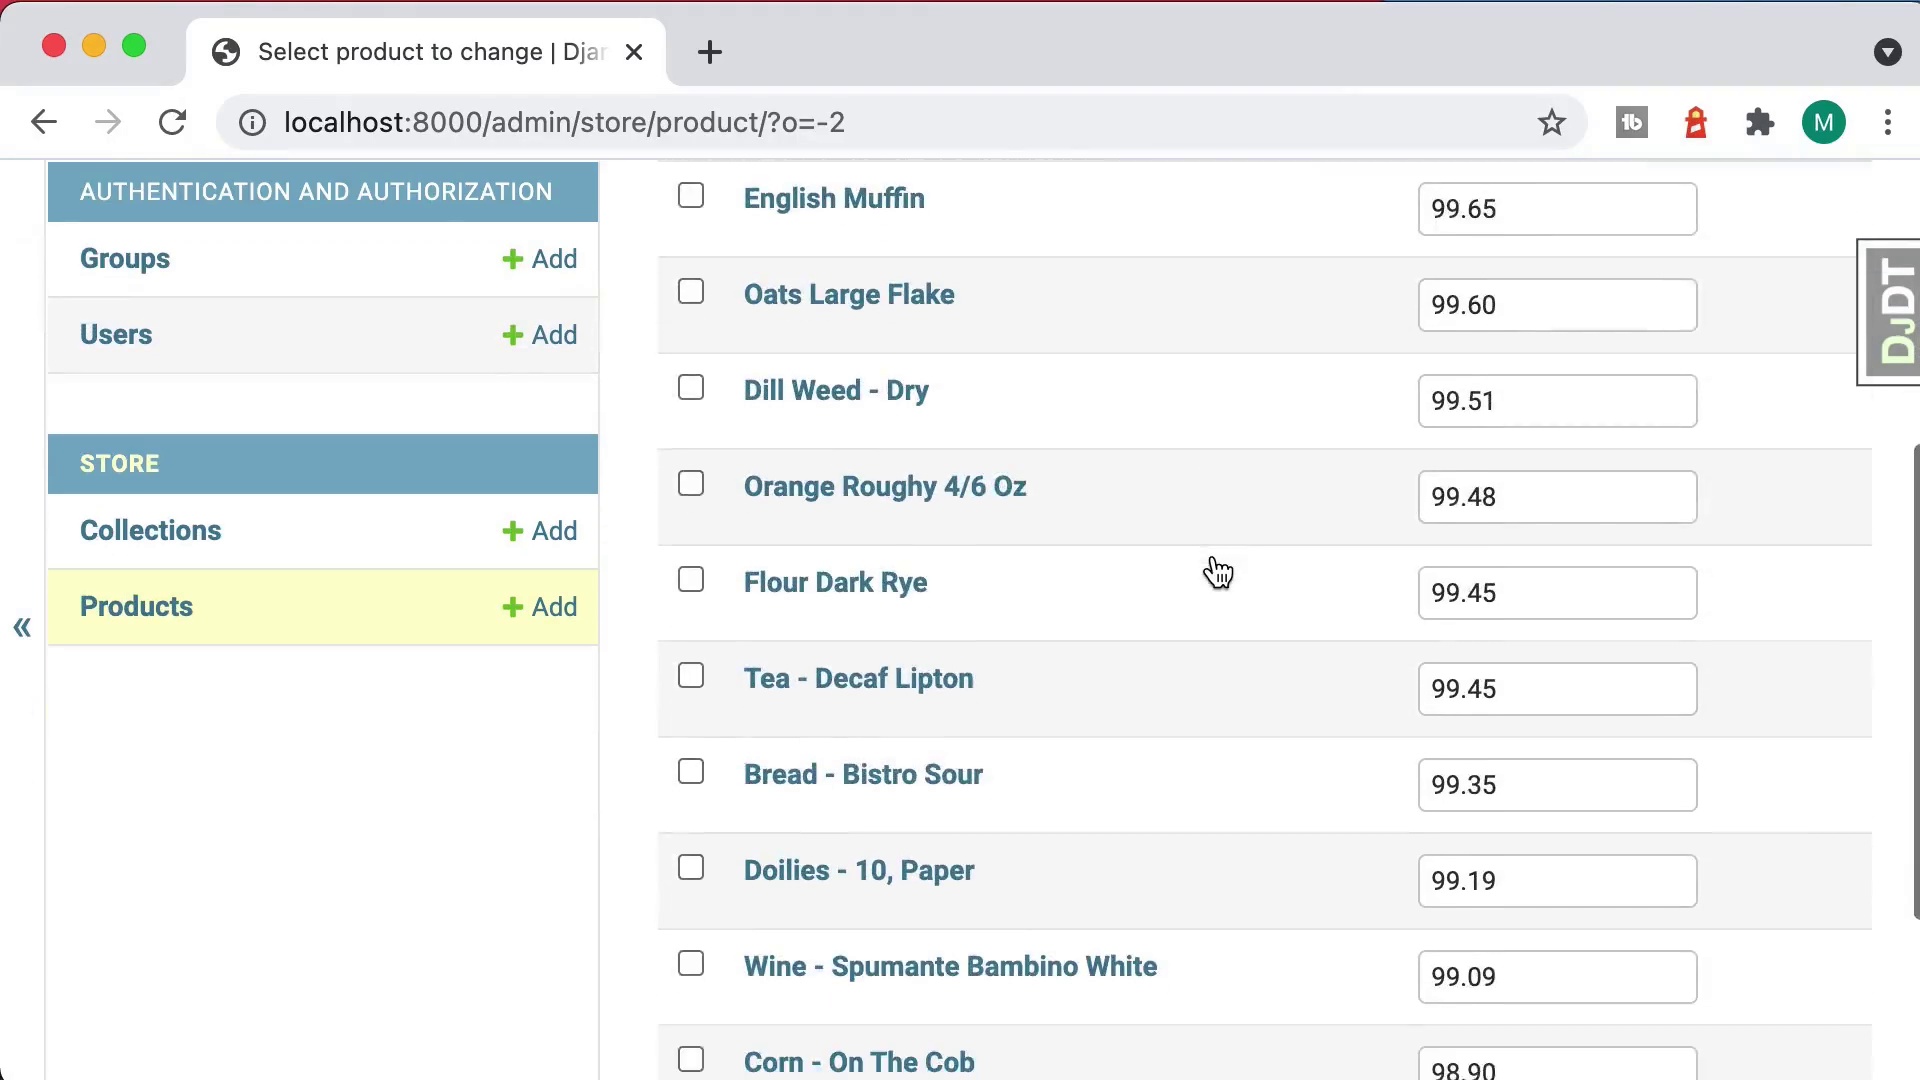 Select product to change | Djan
localhost:8000/admin/store/product/?o=-2
M
AUTHENTICATION AND AUTHORIZATION
Groups
Add
Users
Add
STORE
Collections
Add
Products
Add
English Muffin
99.65
Oats Large Flake
99.60
Dill Weed - Dry
99.51
Orange Roughy 4/6 Oz
99.48
Flour Dark Rye
99.45
Tea - Decaf Lipton
99.45
Bread - Bistro Sour
99.35
Doilies - 10, Paper
99.19
Wine - Spumante Bambino White
99.09
Corn - On The Cob
98.90
DJDT